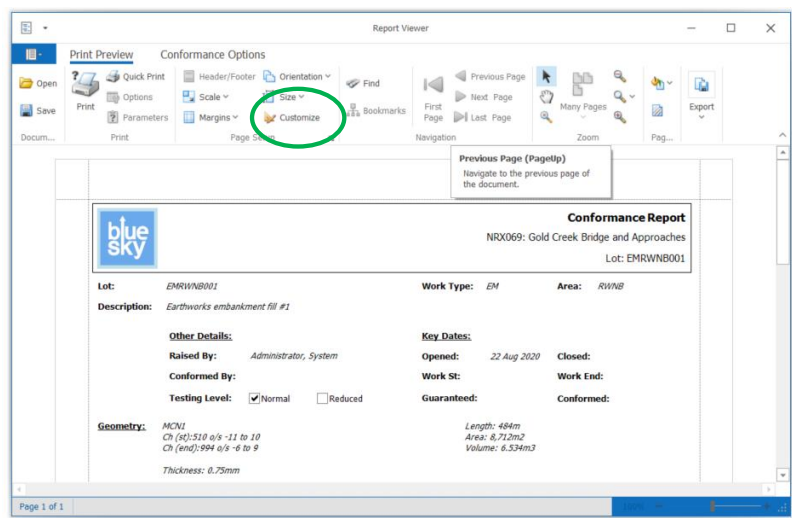 Report Viewer
Print Preview Conformance Options
Open
Save
Docum...
Print
Quick Print
Options
Parameters
Print
Header/Footer
Scale
Margins
Orientation
Size
Customize
Page Setup
Find
Bookmarks
First Page
Previous Page
Next Page
Last Page
Navigation
Many Pages
Zoom
Pag...
Export
Previous Page (PageUp)
Navigate to the previous page of
the document.
blue
sky
Conformance Report
NRX069: Gold Creek Bridge and Approaches
Lot: EMRWNB001
Lot: EMRWNB001 Work Type: EM Area: RWNB
Description: Earthworks embankment fill #1
Other Details: Key Dates:
Raised By: Administrator, System Opened: 22 Aug 2020 Closed:
Conformed By: Work St: Work End:
Testing Level: Normal Reduced Guaranteed: Conformed:
Geometry: MCN1 Length: 484m
Ch (st):510 o/s -11 to 10 Area: 8,712m2
Ch (end):994 o/s -6 to 9 Volume: 6.534m3
Thickness: 0.75mm
Page 1 of 1 100%